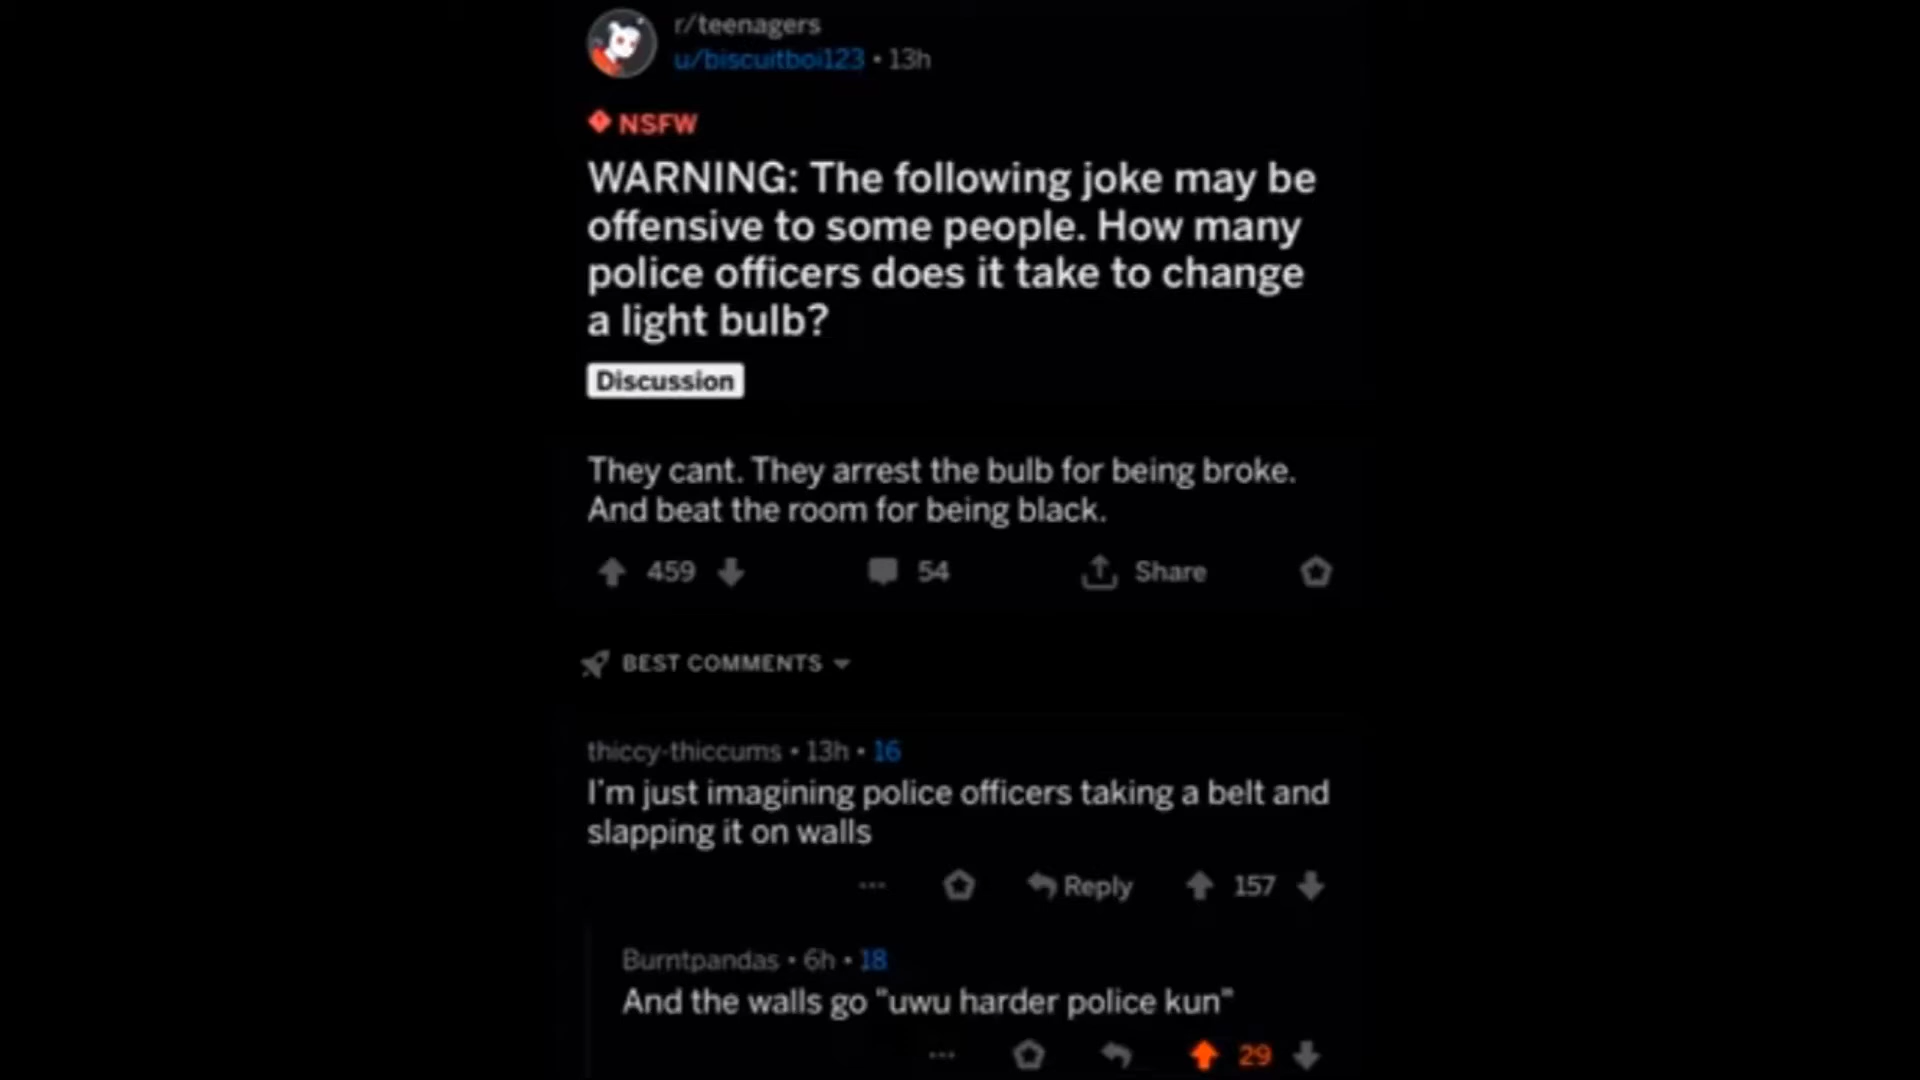 r/teenagers
u/biscuitboi123 • 13h
NSFW
WARNING: The following joke may be
offensive to some people. How many
police officers does it take to change
a light bulb?
Discussion
They cant. They arrest the bulb for being broke.
And beat the room for being black.
459 54 Share
BEST COMMENTS
thiccy-thiccums • 13h • 16
I'm just imagining police officers taking a belt and
slapping it on walls
... Reply 157
Burntpandas • 6h • 18
And the walls go "uwu harder police kun"
... 29